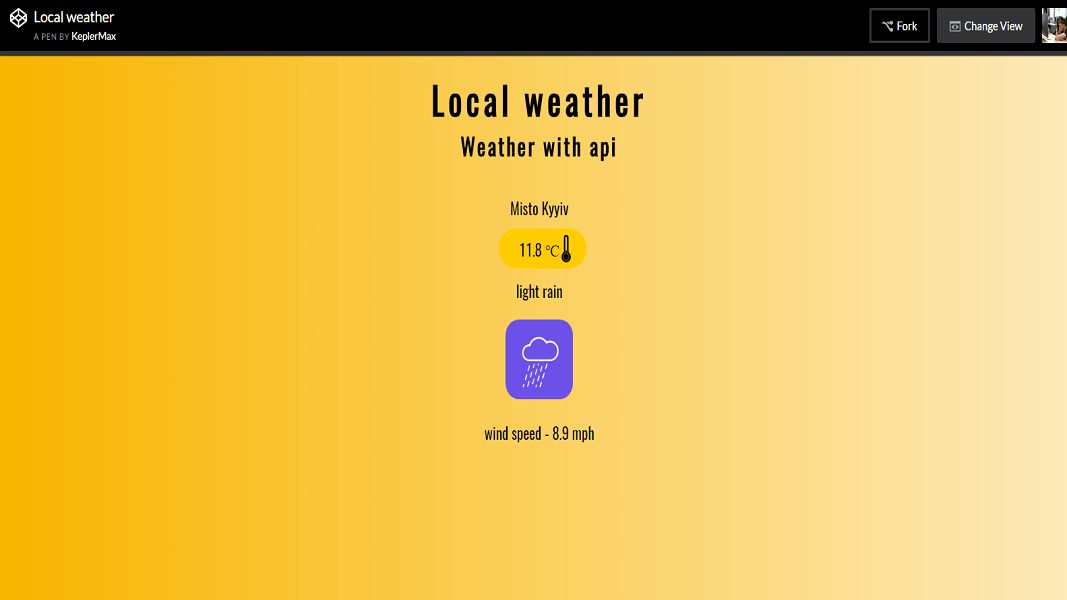 Local weather
A PEN BY KeplerMax
Fork
Change View
Local weather
Weather with api
Misto Kyyiv
11.8 °C
light rain
wind speed - 8.9 mph